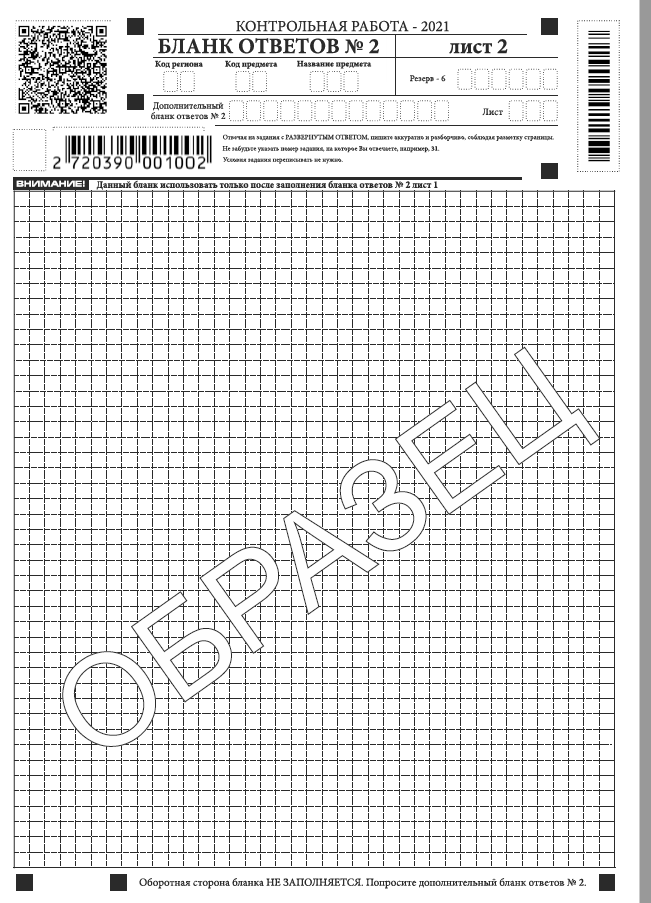 КОНТРОЛЬНАЯ РАБОТА - 2021
БЛАНК ОТВЕТОВ № 2
лист 2
Код региона
Код предмета
Название предмета
Резерв - 6
Дополнительный
бланк ответов № 2
Лист
2 720390 001002
Отвечая на задания с РАЗВЕРНУТЫМ ОТВЕТОМ, пишите аккуратно и разборчиво, соблюдая разметку страницы.
Не забудьте указать номер задания, на которое Вы отвечаете, например, 31.
Условия задания переписывать не нужно.
ВНИМАНИЕ! Данный бланк использовать только после заполнения бланка ответов № 2 лист 1
ОБРАЗЕЦ
Оборотная сторона бланка НЕ ЗАПОЛНЯЕТСЯ. Попросите дополнительный бланк ответов № 2.